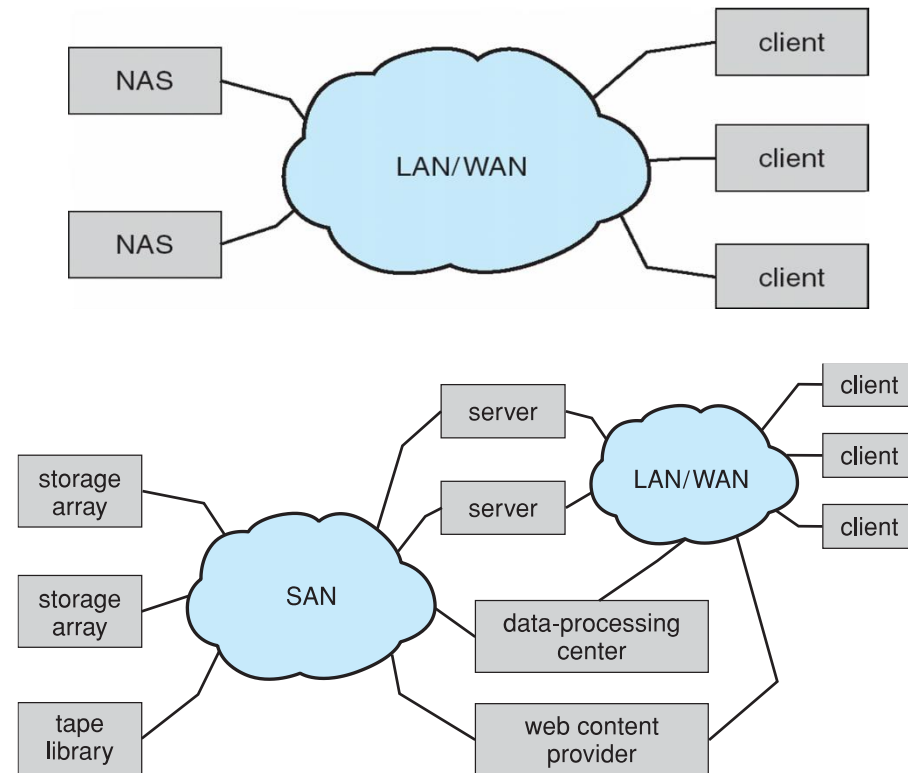 NAS
client
LAN/WAN
client
NAS
client
client
server
client
storage
array
LAN/WAN
server
client
storage
array
SAN
data-processing
center
tape
library
web content
provider